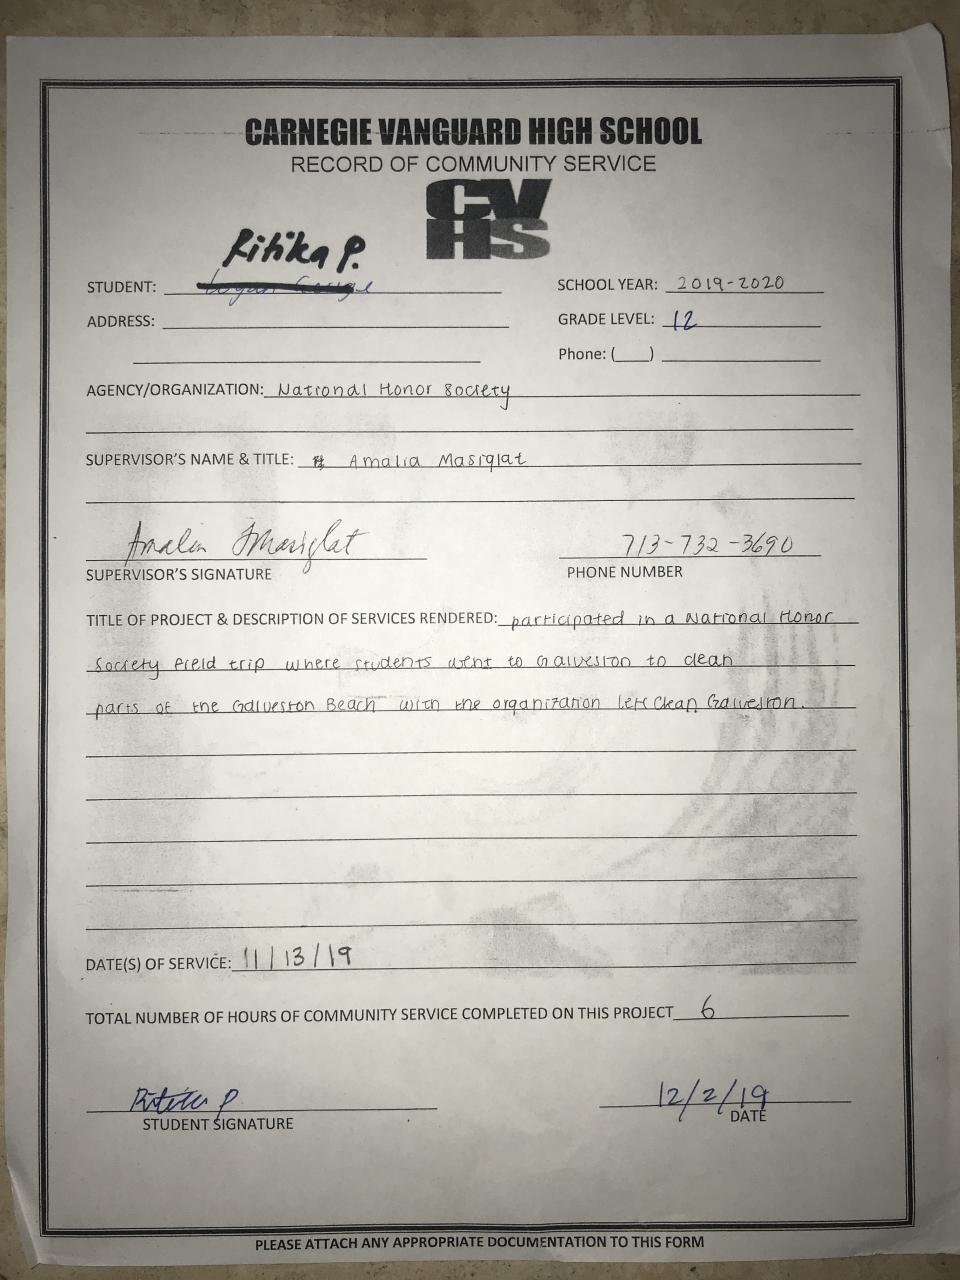 CARNEGIE VANGUARD HIGH SCHOOL
RECORD OF COMMUNITY SERVICE
CV
HS
Ritika P.
STUDENT:
SCHOOL YEAR: 2019-2020
ADDRESS:
GRADE LEVEL: 12
Phone: (___)
AGENCY/ORGANIZATION: National Honor Society
SUPERVISOR'S NAME & TITLE: Amalia Masiglat
Amalia Masiglat
713-732-3690
SUPERVISOR'S SIGNATURE
PHONE NUMBER
TITLE OF PROJECT & DESCRIPTION OF SERVICES RENDERED: participated in a National Honor
Society field trip where students went to Galveston to clean
parts of the Galveston Beach with the organization Lets Clean Galveston.
DATE(S) OF SERVICE: 11/13/19
TOTAL NUMBER OF HOURS OF COMMUNITY SERVICE COMPLETED ON THIS PROJECT 6
Ritika P
12/2/19
STUDENT SIGNATURE
DATE
PLEASE ATTACH ANY APPROPRIATE DOCUMENTATION TO THIS FORM